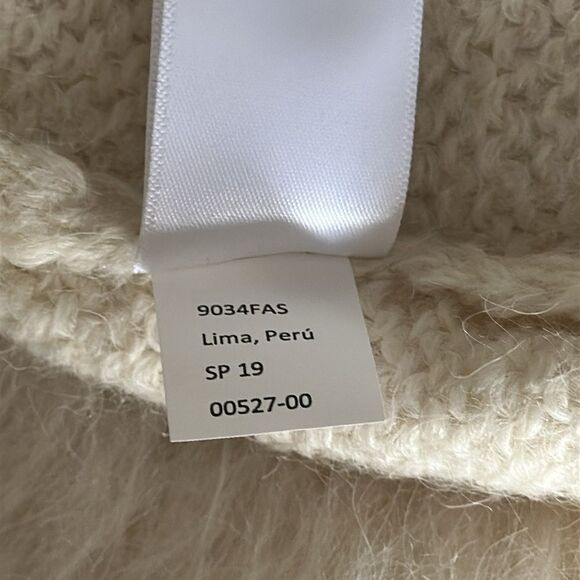 9034FAS
Lima, Perú
SP 19
00527-00